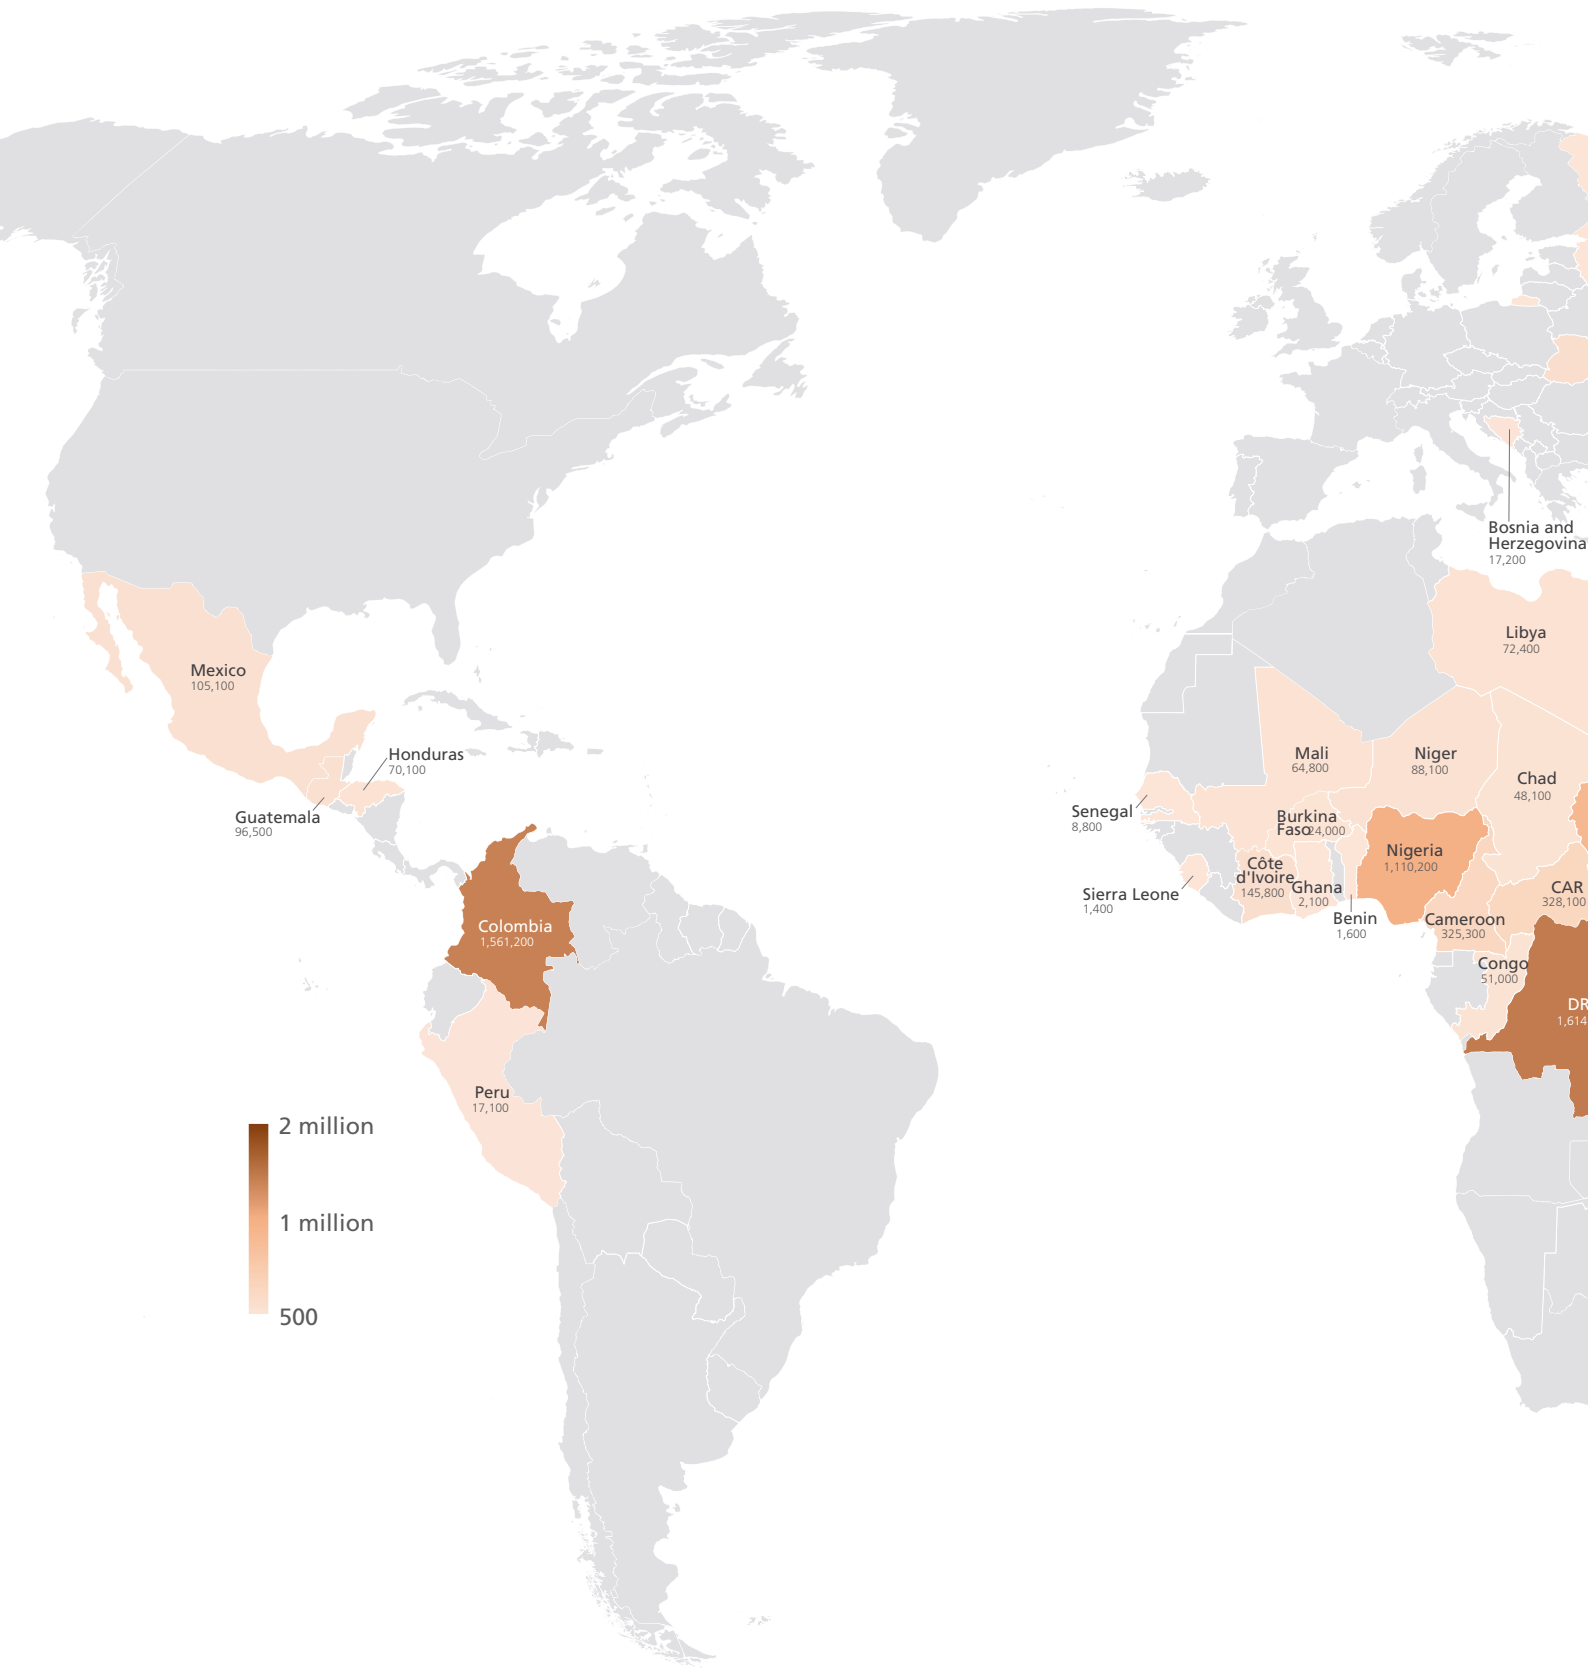 Bosnia and
Herzegovina
17,200
Libya
72,400
Mexico
105,100
Honduras
70,100
Guatemala
96,500
Mali
64,800
Niger
88,100
Chad
48,100
Senegal
8,800
Burkina
Faso
24,000
Nigeria
1,110,200
Côte
d'Ivoire
145,800
Ghana
2,100
Sierra Leone
1,400
Benin
1,600
CAR
328,100
Cameroon
325,300
Colombia
1,561,200
Congo
51,000
DR
1,614
Peru
17,100
2 million
1 million
500